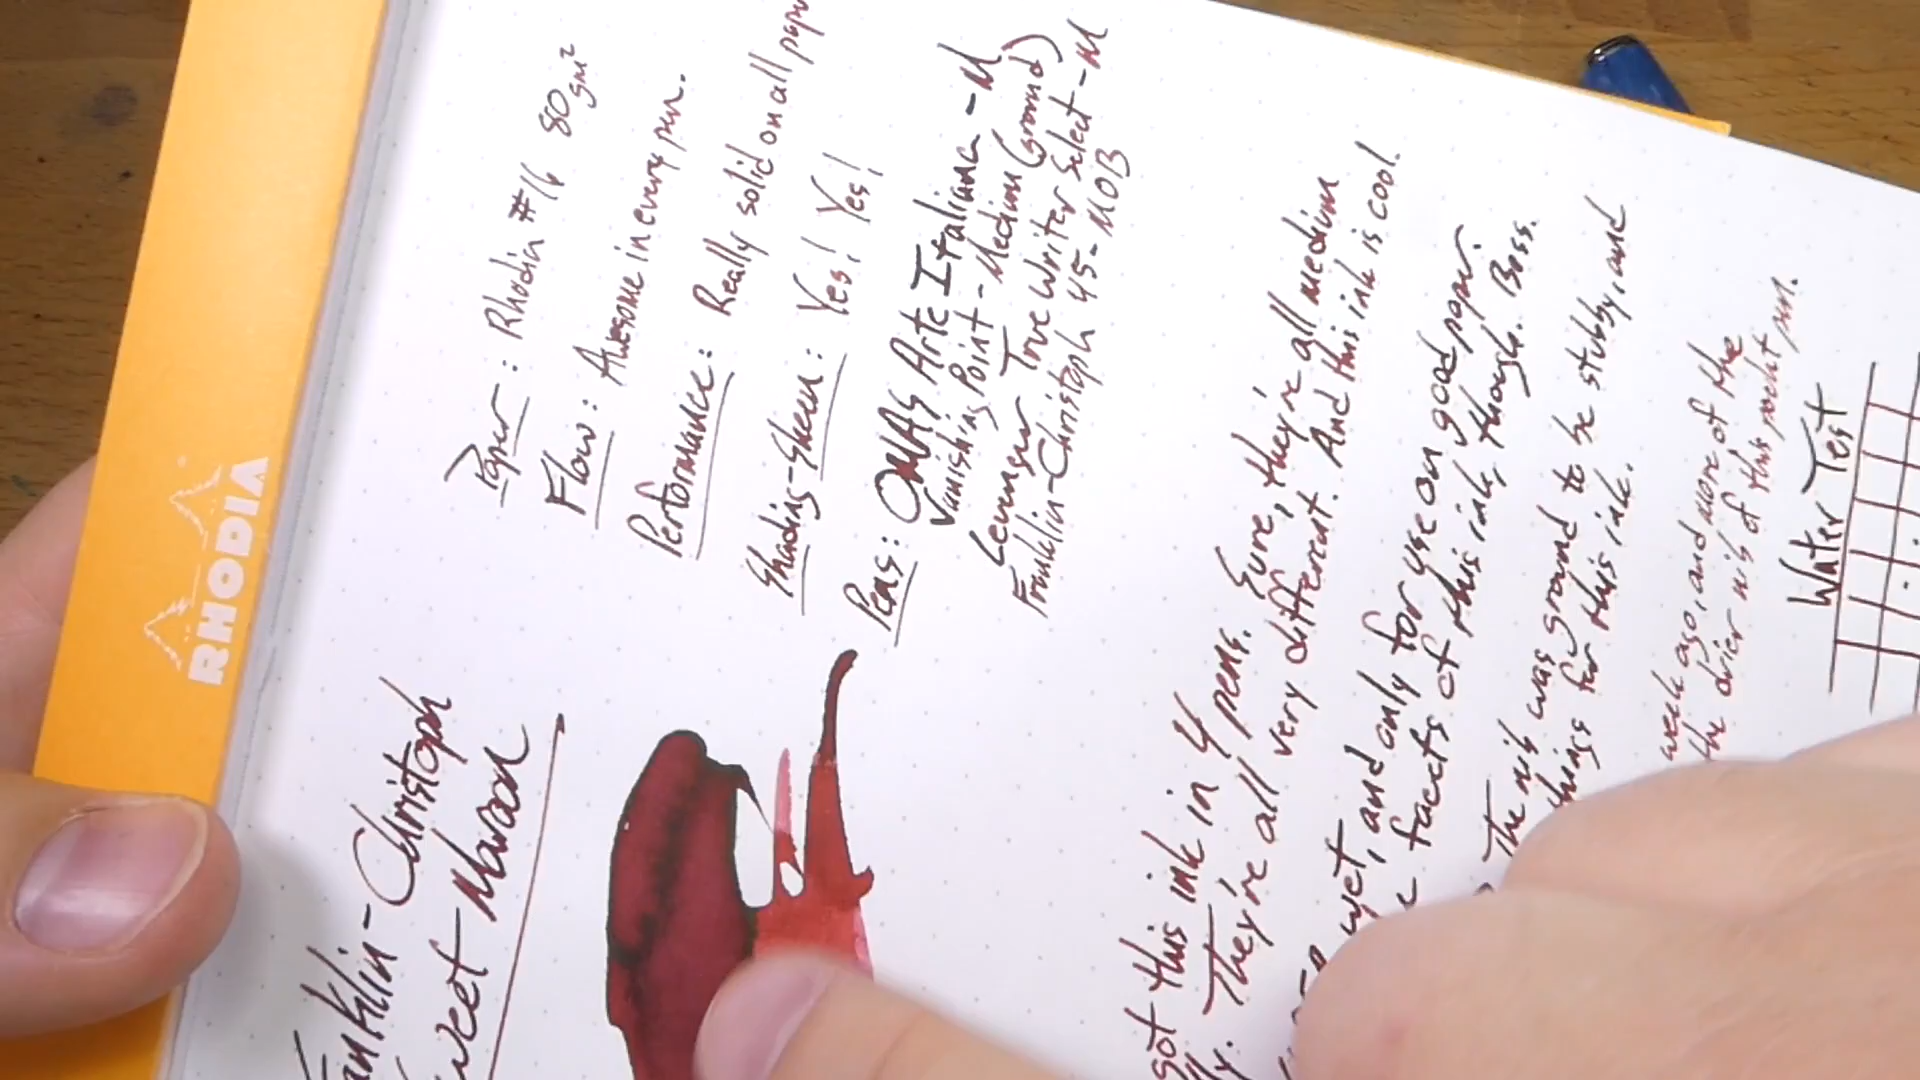 RHODIA
Franklin-Christoph
Sweet Maroon
Paper: Rhodia #16 80 gm²
Flow: Awesome in every pen.
Performance: Really solid on all
Shading-Sheen: Yes! Yes!
Pens: OMAS Arte Italiana - M
Vanishing Point - Medium (ground)
Levenger True Writer Select - M
Franklin-Christoph 45 - MOB
got this ink in 4 pens. Sure, they're all medium
They're all very different. And this ink is cool.
yet, and only for use on good paper.
facets of this ink, though. Boss.
The nib was ground to be stubby, and
things for this ink.
week ago, and more of the
the drier nib of this pen.
Water Test